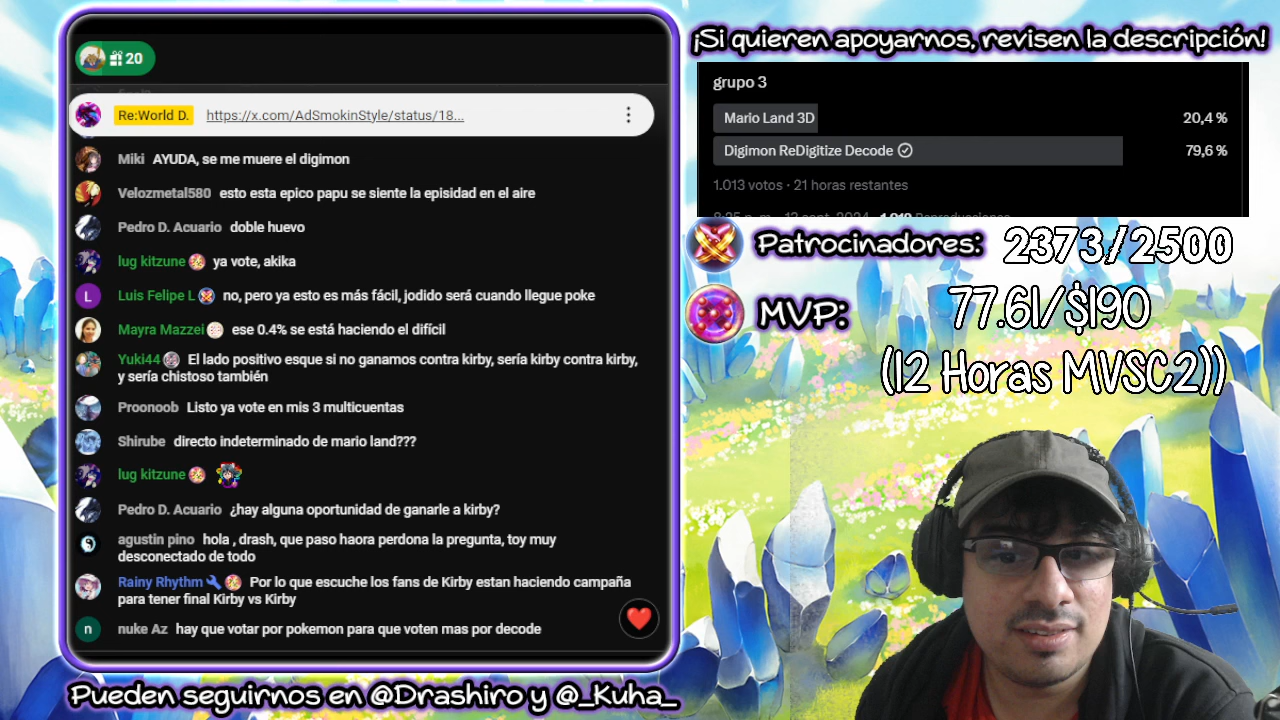 ¡Si quieren apoyarnos, revisen la descripción!
20
Re:World D. https://x.com/AdSmokinStyle/status/18...
Miki AYUDA, se me muere el digimon
Velozmetal580 esto esta epico papu se siente la episidad en el aire
Pedro D. Acuario doble huevo
lug kitzune ya vote, akika
L Luis Felipe L no, pero ya esto es más fácil, jodido será cuando llegue poke
Mayra Mazzei ese 0.4% se está haciendo el difícil
Yuki44 El lado positivo esque si no ganamos contra kirby, sería kirby contra kirby,
y sería chistoso también
Proonoob Listo ya vote en mis 3 multicuentas
Shirube directo indeterminado de mario land???
lug kitzune
Pedro D. Acuario ¿hay alguna oportunidad de ganarle a kirby?
agustin pino hola , drash, que paso haora perdona la pregunta, toy muy
desconectado de todo
Rainy Rhythm Por lo que escuche los fans de Kirby estan haciendo campaña
para tener final Kirby vs Kirby
n nuke Az hay que votar por pokemon para que voten mas por decode
grupo 3
Mario Land 3D 20,4 %
Digimon ReDigitize Decode 79,6 %
1.013 votos · 21 horas restantes
Patrocinadores: 2373/2500
MVP: 77.61/$190
(12 Horas MVSC2))
Pueden seguirnos en @Drashiro y @_Kuha_